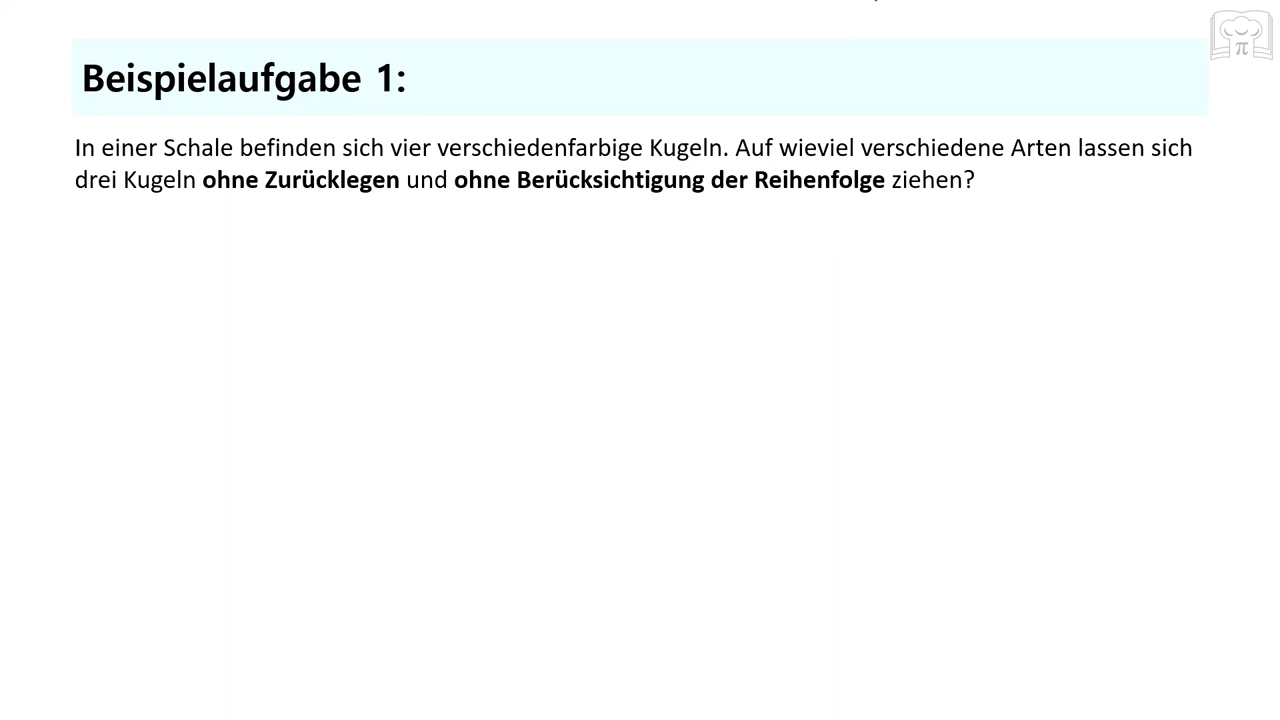 Beispielaufgabe 1:
In einer Schale befinden sich vier verschiedenfarbige Kugeln. Auf wieviel verschiedene Arten lassen sich
drei Kugeln ohne Zurücklegen und ohne Berücksichtigung der Reihenfolge ziehen?
π